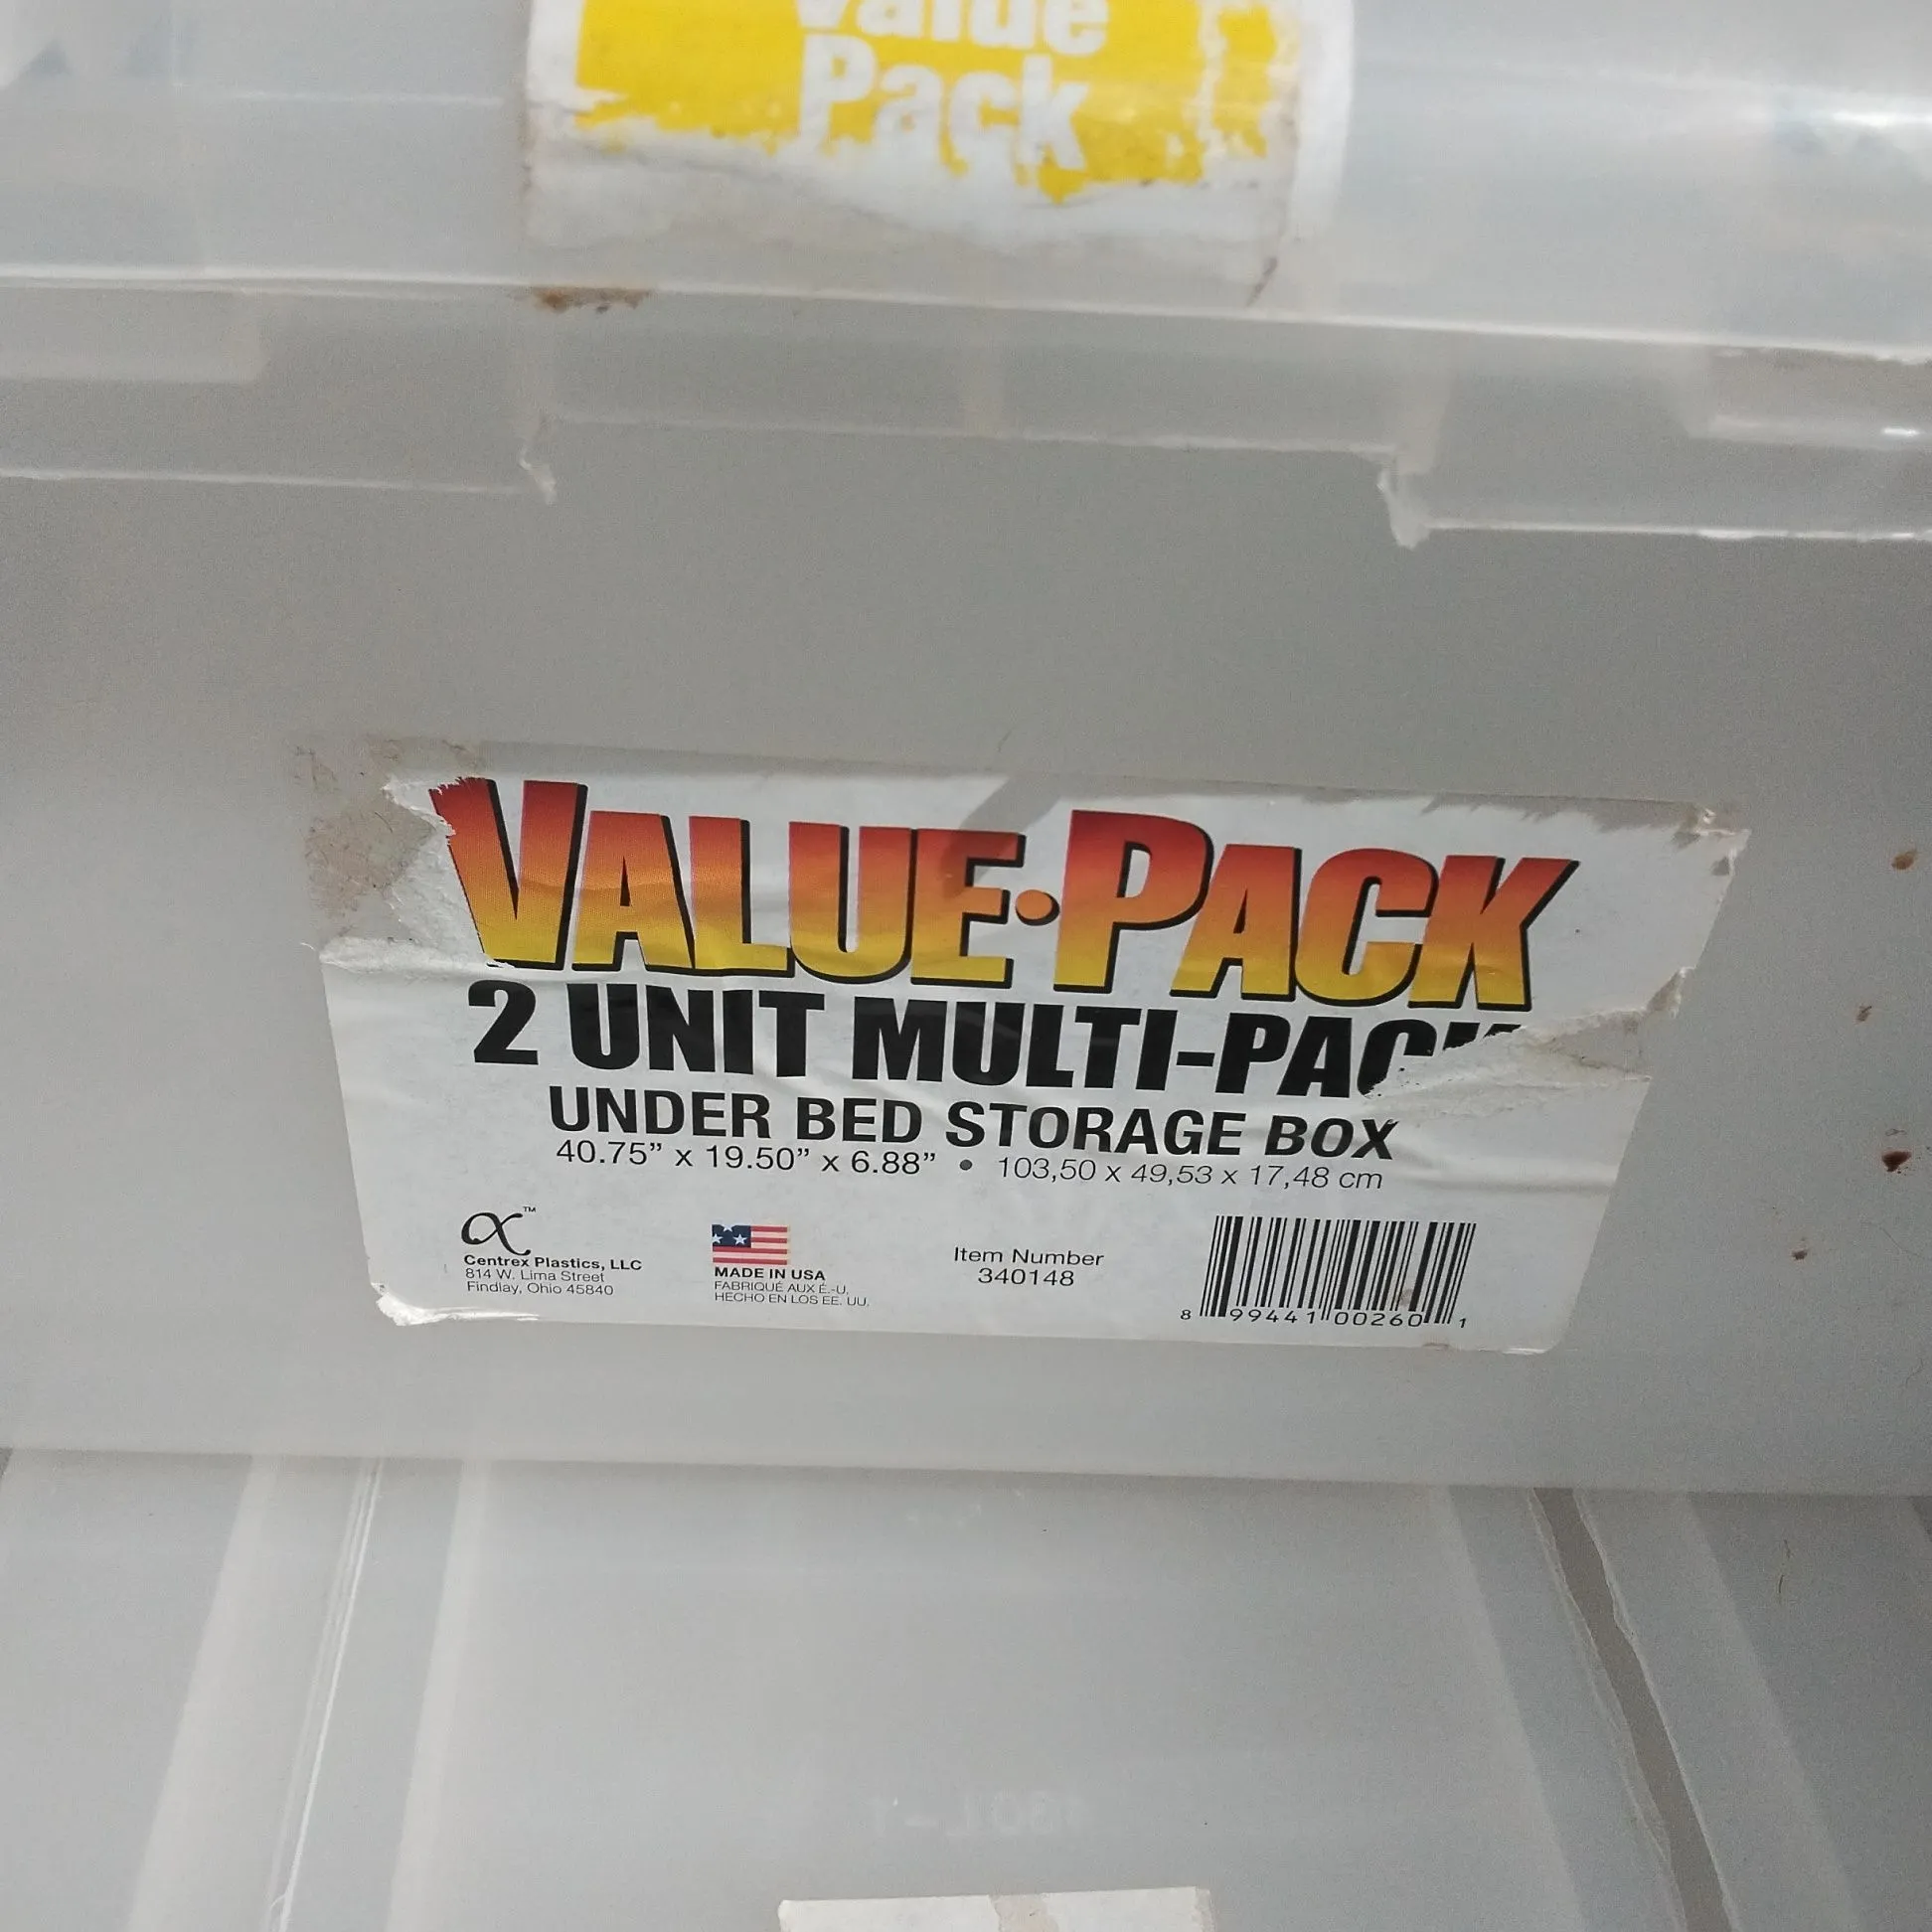 Value
Pack
VALUE•PACK
2 UNIT MULTI-PACK
UNDER BED STORAGE BOX
40.75” x 19.50” x 6.88” • 103,50 x 49,53 x 17,48 cm
α™
Centrex Plastics, LLC
814 W. Lima Street
Findlay, Ohio 45840
MADE IN USA
FABRIQUÉ AUX É.-U.
HECHO EN LOS EE. UU.
Item Number
340148
8 99441 00260 1